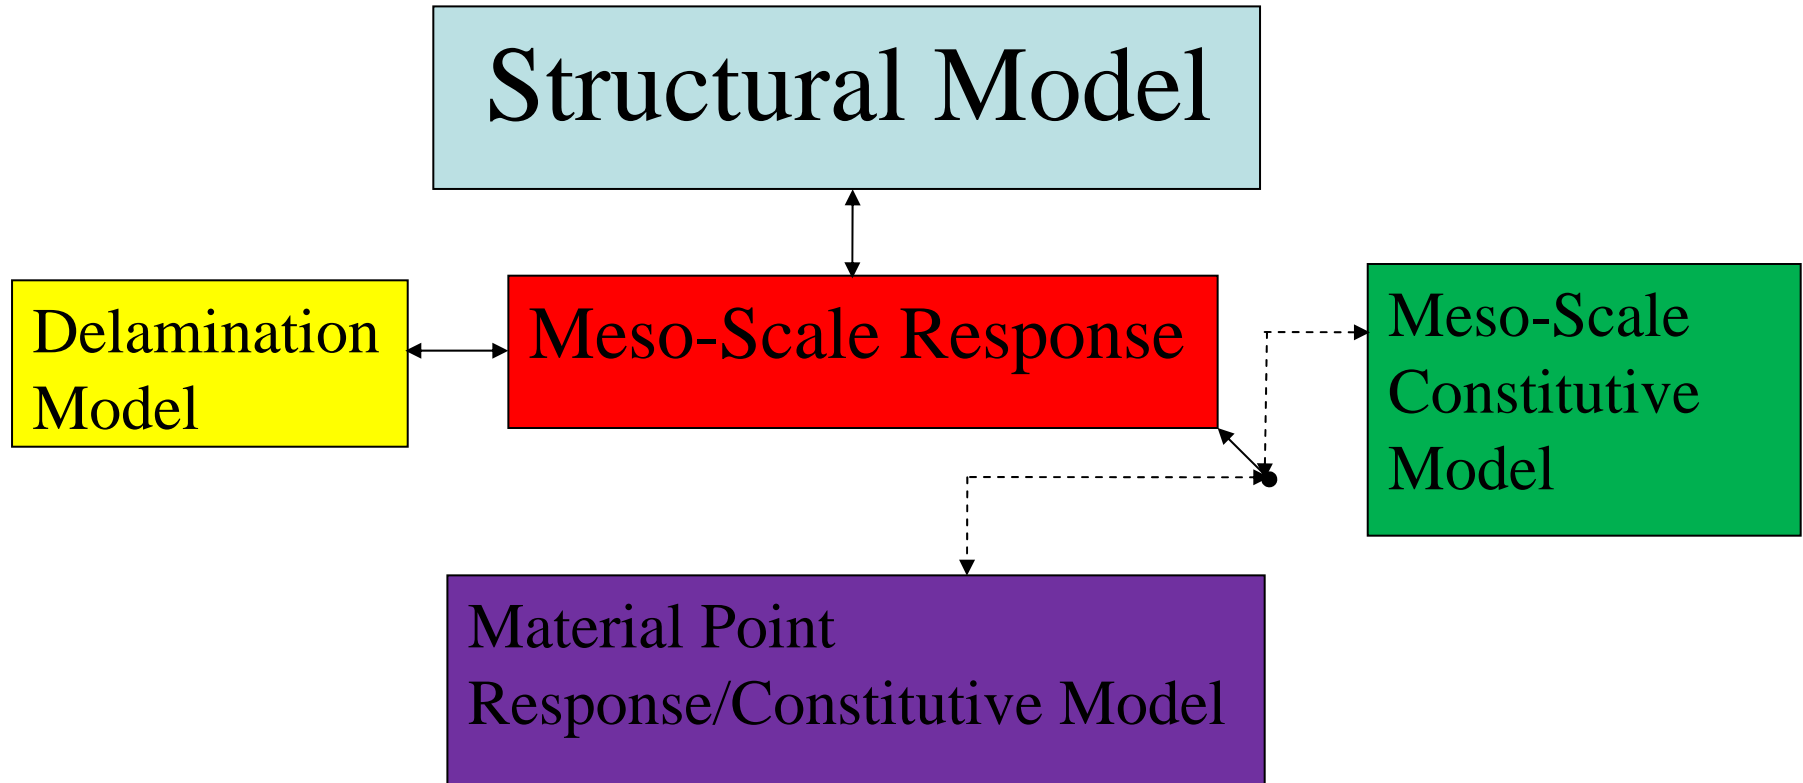 Structural Model
Delamination
Model
Meso-Scale Response
Meso-Scale
Constitutive
Model
Material Point
Response/Constitutive Model